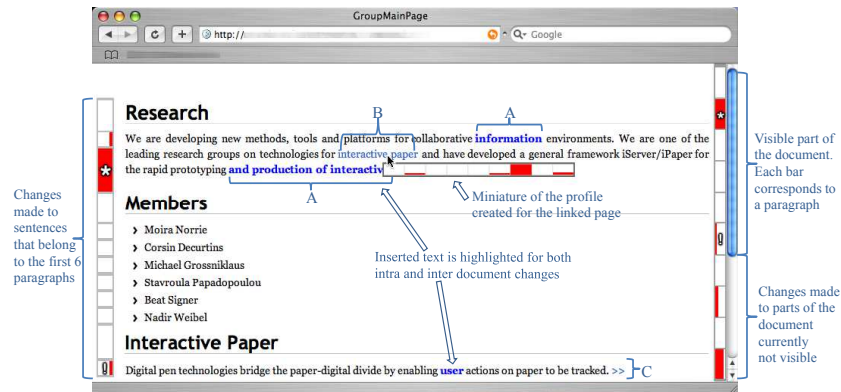 GroupMainPage
http://
Google
Research
B
A
We are developing new methods, tools and platforms for collaborative information environments. We are one of the
leading research groups on technologies for interactive paper and have developed a general framework iServer/iPaper for
the rapid prototyping and production of interactiv
A
Miniature of the profile
created for the linked page
Members
› Moira Norrie
› Corsin Decurtins
› Michael Grossniklaus
› Stavroula Papadopoulou
› Beat Signer
› Nadir Weibel
Inserted text is highlighted for both
intra and inter document changes
Interactive Paper
Digital pen technologies bridge the paper-digital divide by enabling user actions on paper to be tracked. >>
C
Changes
made to
sentences
that belong
to the first 6
paragraphs
Visible part
of the
document.
Each bar
corresponds to
a paragraph
Changes made
to parts of the
document
currently
not visible